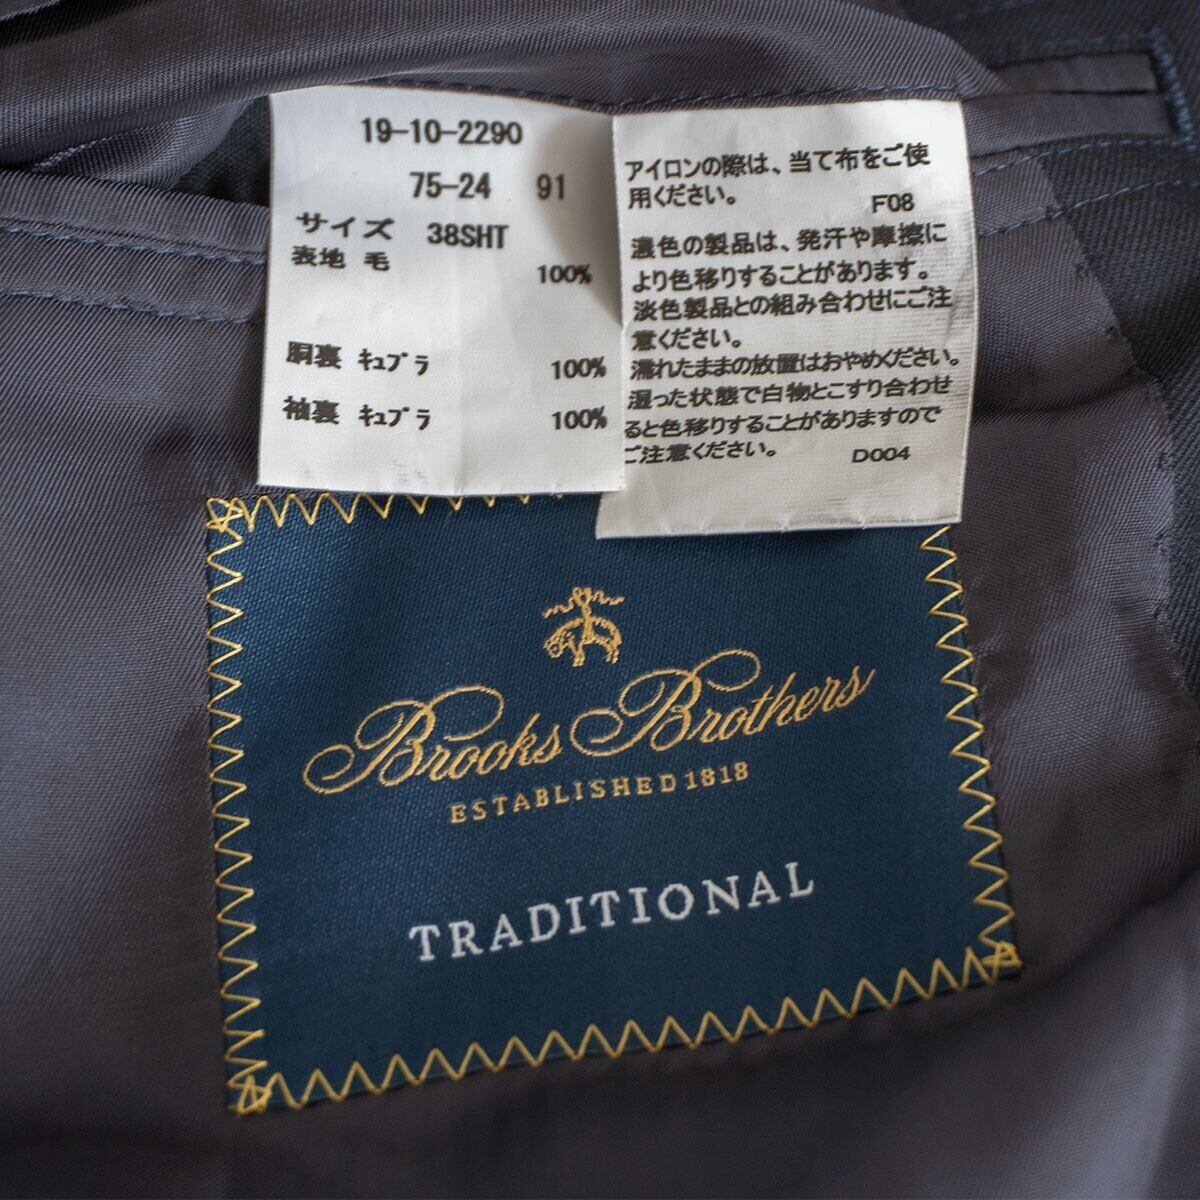 19-10-2290
75-24 91
サイズ 38SHT
表地 毛 100%
胴裏 キュプラ 100%
袖裏 キュプラ 100%
アイロンの際は、当て布をご使
用ください。 F08
濃色の製品は、発汗や摩擦に
より色移りすることがあります。
淡色製品との組み合わせにご注
意ください。
濡れたままの放置はおやめください。
湿った状態で白物とこすり合わせ
ると色移りすることがありますので
ご注意ください。 D004
Brooks Brothers
ESTABLISHED 1818
TRADITIONAL